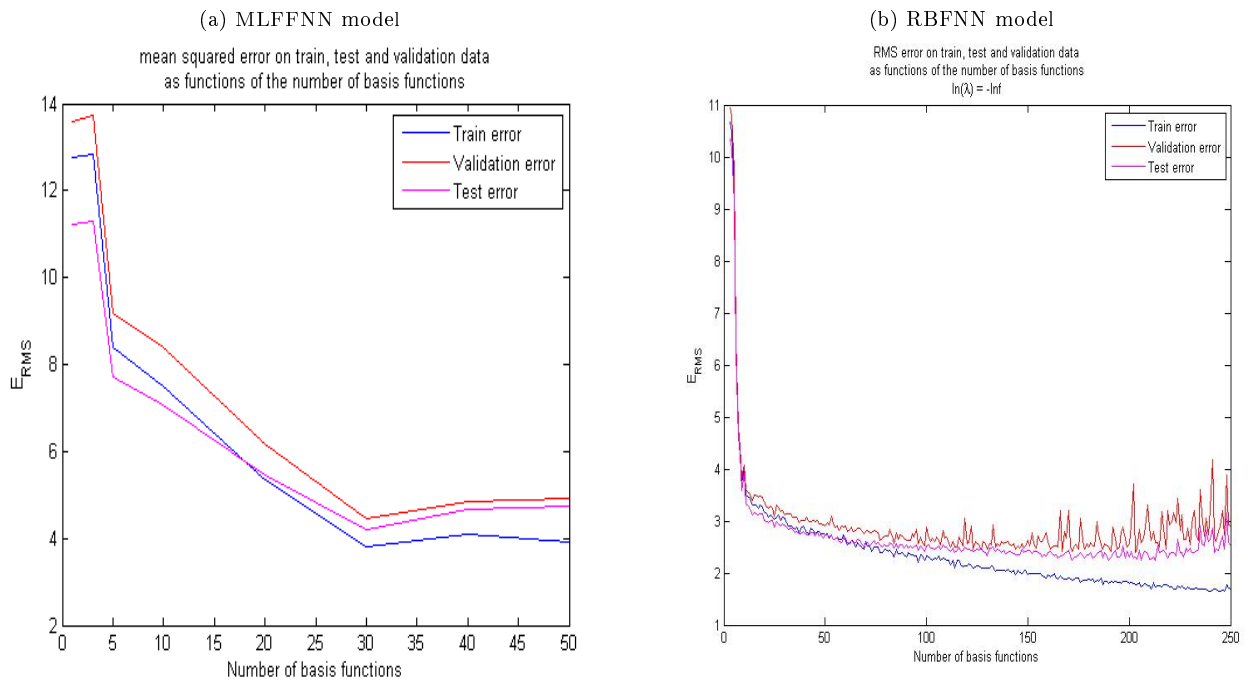 (a) MLFFNN model
mean squared error on train, test and validation data
as functions of the number of basis functions
14
12
10
8
6
4
2
E_RMS
0
5
10
15
20
25
30
35
40
45
50
Number of basis functions
Train error
Validation error
Test error
(b) RBFNN model
RMS error on train, test and validation data
as functions of the number of basis functions
ln(λ) = -Inf
11
10
9
8
7
6
5
4
3
2
1
E_RMS
0
50
100
150
200
250
Number of basis functions
Train error
Validation error
Test error